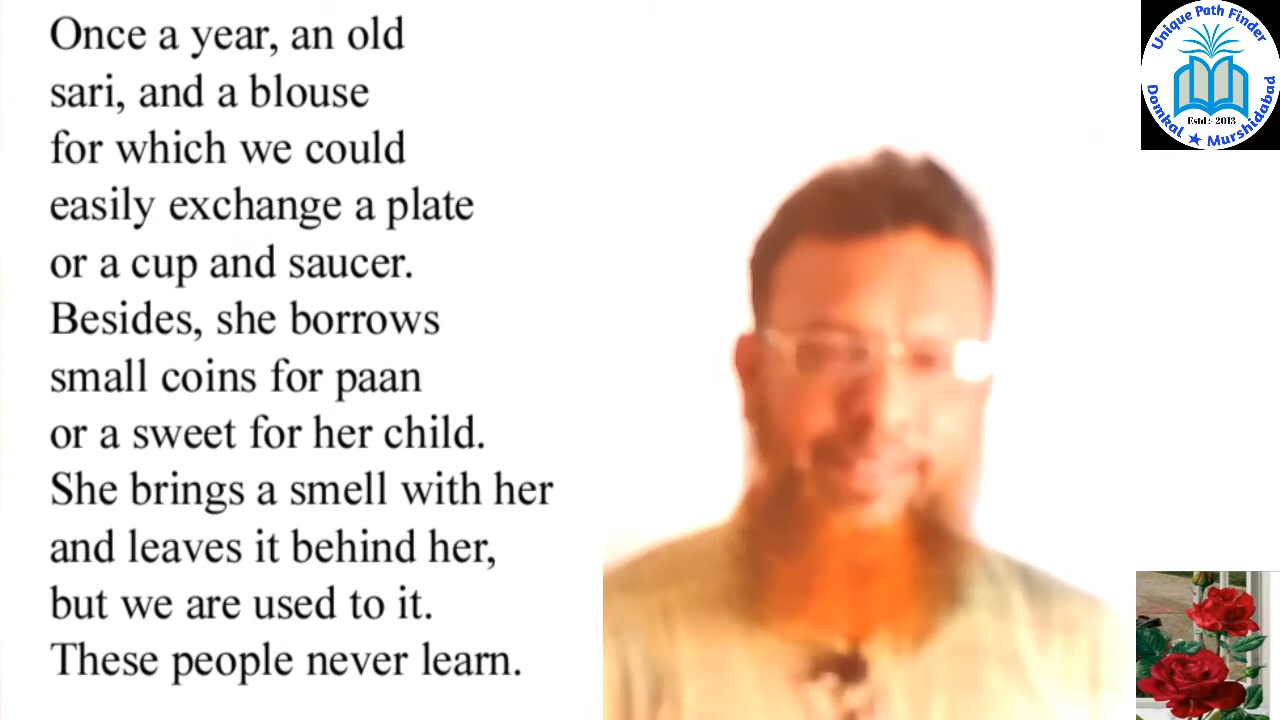 Once a year, an old
sari, and a blouse
for which we could
easily exchange a plate
or a cup and saucer.
Besides, she borrows
small coins for paan
or a sweet for her child.
She brings a smell with her
and leaves it behind her,
but we are used to it.
These people never learn.
Unique Path Finder
Estd :- 2013
Domkal ★ Murshidabad